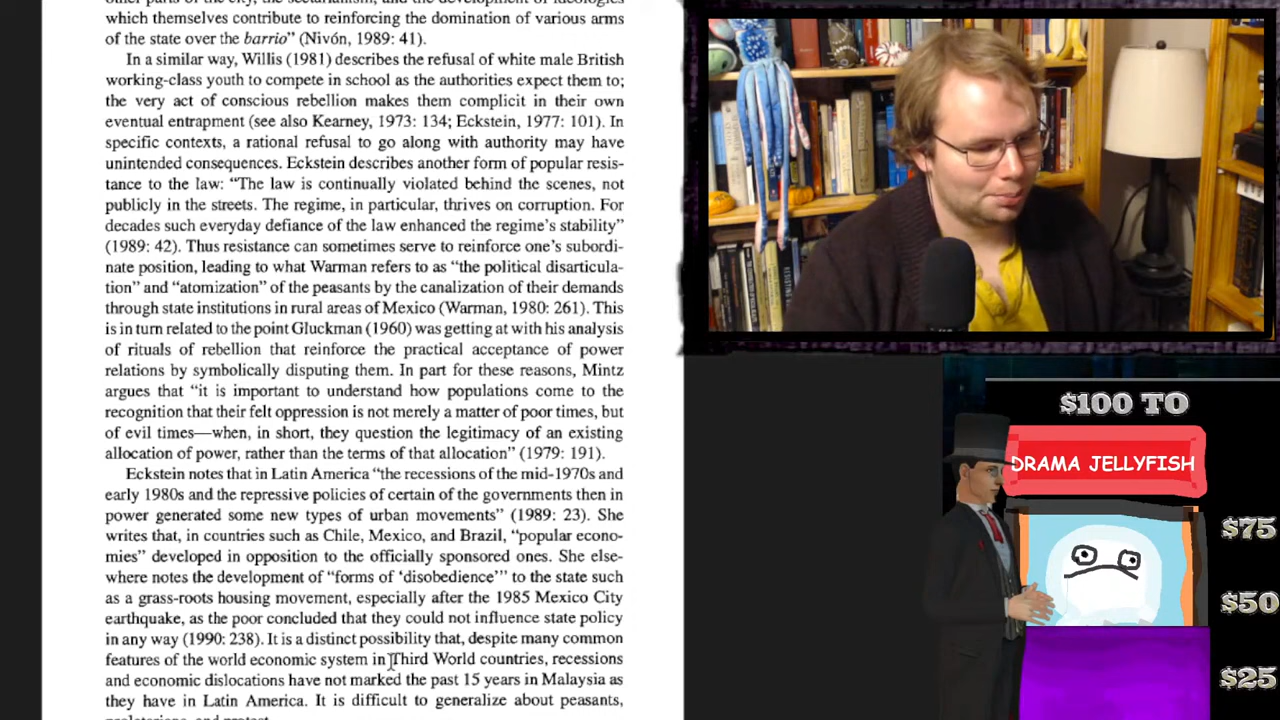 other parts of the city, the sectarianism, and the development of ideologies
which themselves contribute to reinforcing the domination of various arms
of the state over the barrio” (Nivón, 1989: 41).
In a similar way, Willis (1981) describes the refusal of white male British
working-class youth to compete in school as the authorities expect them to;
the very act of conscious rebellion makes them complicit in their own
eventual entrapment (see also Kearney, 1973: 134; Eckstein, 1977: 101). In
specific contexts, a rational refusal to go along with authority may have
unintended consequences. Eckstein describes another form of popular resis-
tance to the law: “The law is continually violated behind the scenes, not
publicly in the streets. The regime, in particular, thrives on corruption. For
decades such everyday defiance of the law enhanced the regime’s stability”
(1989: 42). Thus resistance can sometimes serve to reinforce one’s subordi-
nate position, leading to what Warman refers to as “the political disarticula-
tion” and “atomization” of the peasants by the canalization of their demands
through state institutions in rural areas of Mexico (Warman, 1980: 261). This
is in turn related to the point Gluckman (1960) was getting at with his analysis
of rituals of rebellion that reinforce the practical acceptance of power
relations by symbolically disputing them. In part for these reasons, Mintz
argues that “it is important to understand how populations come to the
recognition that their felt oppression is not merely a matter of poor times, but
of evil times—when, in short, they question the legitimacy of an existing
allocation of power, rather than the terms of that allocation” (1979: 191).
Eckstein notes that in Latin America “the recessions of the mid-1970s and
early 1980s and the repressive policies of certain of the governments then in
power generated some new types of urban movements” (1989: 23). She
writes that, in countries such as Chile, Mexico, and Brazil, “popular econo-
mies” developed in opposition to the officially sponsored ones. She else-
where notes the development of “forms of ‘disobedience’” to the state such
as a grass-roots housing movement, especially after the 1985 Mexico City
earthquake, as the poor concluded that they could not influence state policy
in any way (1990: 238). It is a distinct possibility that, despite many common
features of the world economic system in Third World countries, recessions
and economic dislocations have not marked the past 15 years in Malaysia as
they have in Latin America. It is difficult to generalize about peasants,
$100 TO
DRAMA JELLYFISH
$75
$50
$25